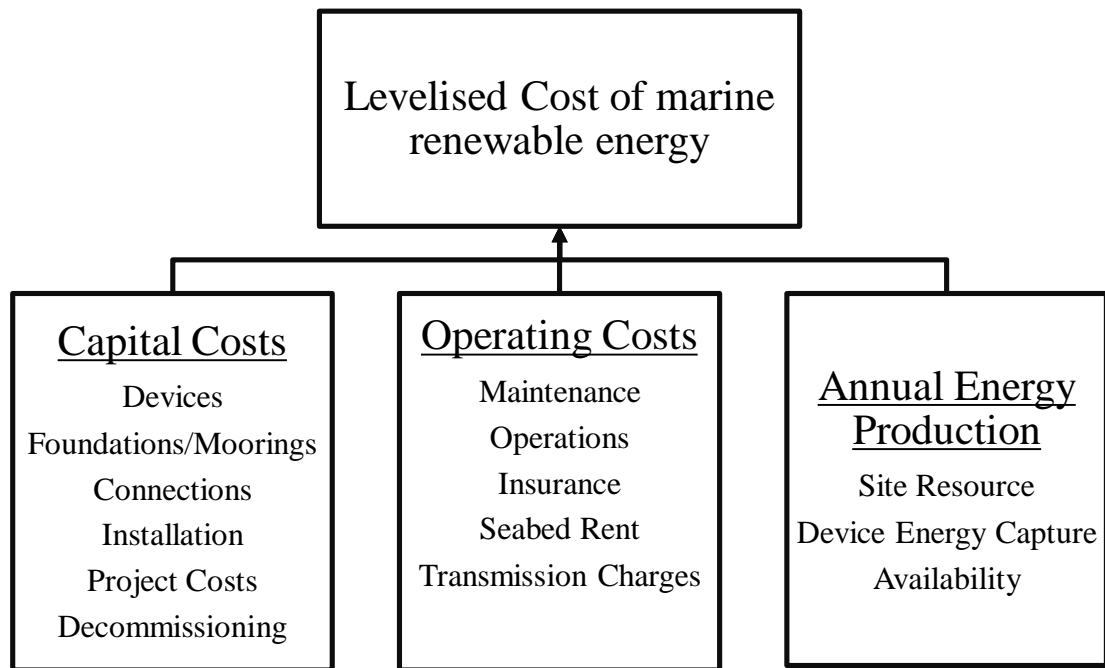 Levelised Cost of marine
renewable energy
Capital Costs
Devices
Foundations/Moorings
Connections
Installation
Project Costs
Decommissioning
Operating Costs
Maintenance
Operations
Insurance
Seabed Rent
Transmission Charges
Annual Energy
Production
Site Resource
Device Energy Capture
Availability